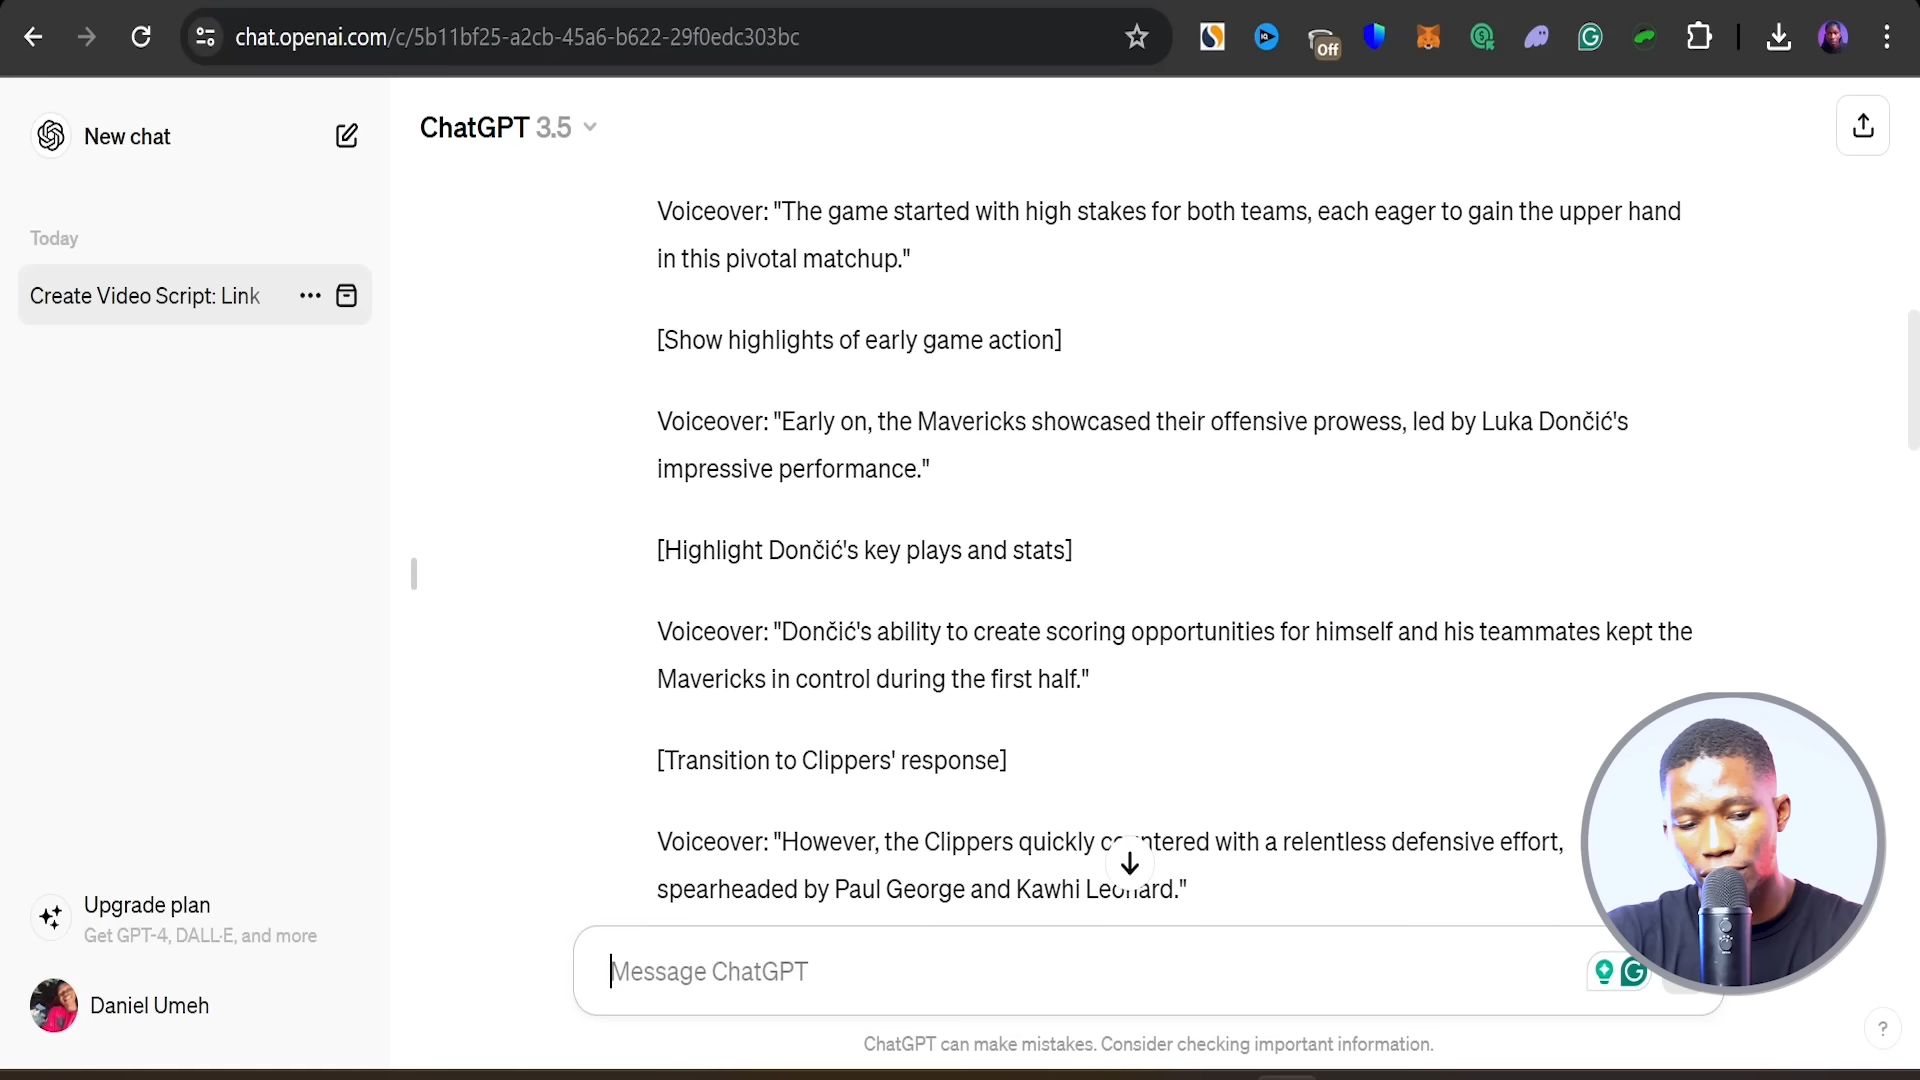 chat.openai.com/c/5b11bf25-a2cb-45a6-b622-29f0edc303bc
Off
New chat
ChatGPT 3.5
Today
Create Video Script: Link
Voiceover: "The game started with high stakes for both teams, each eager to gain the upper hand
in this pivotal matchup."
[Show highlights of early game action]
Voiceover: "Early on, the Mavericks showcased their offensive prowess, led by Luka Dončić's
impressive performance."
[Highlight Dončić's key plays and stats]
Voiceover: "Dončić's ability to create scoring opportunities for himself and his teammates kept the
Mavericks in control during the first half."
[Transition to Clippers' response]
Voiceover: "However, the Clippers quickly countered with a relentless defensive effort,
spearheaded by Paul George and Kawhi Leonard."
Upgrade plan
Get GPT-4, DALL·E, and more
Daniel Umeh
Message ChatGPT
ChatGPT can make mistakes. Consider checking important information.
?